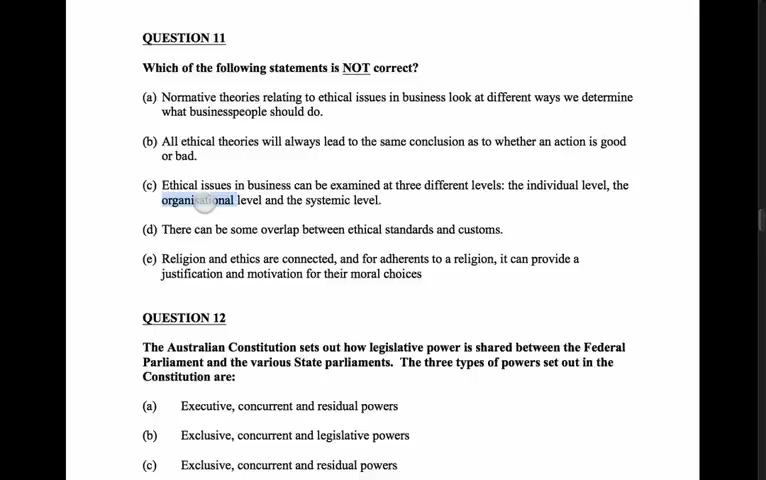 QUESTION 11
Which of the following statements is NOT correct?
(a) Normative theories relating to ethical issues in business look at different ways we determine
what businesspeople should do.
(b) All ethical theories will always lead to the same conclusion as to whether an action is good
or bad.
(c) Ethical issues in business can be examined at three different levels: the individual level, the
organisational level and the systemic level.
(d) There can be some overlap between ethical standards and customs.
(e) Religion and ethics are connected, and for adherents to a religion, it can provide a
justification and motivation for their moral choices
QUESTION 12
The Australian Constitution sets out how legislative power is shared between the Federal
Parliament and the various State parliaments. The three types of powers set out in the
Constitution are:
(a) Executive, concurrent and residual powers
(b) Exclusive, concurrent and legislative powers
(c) Exclusive, concurrent and residual powers